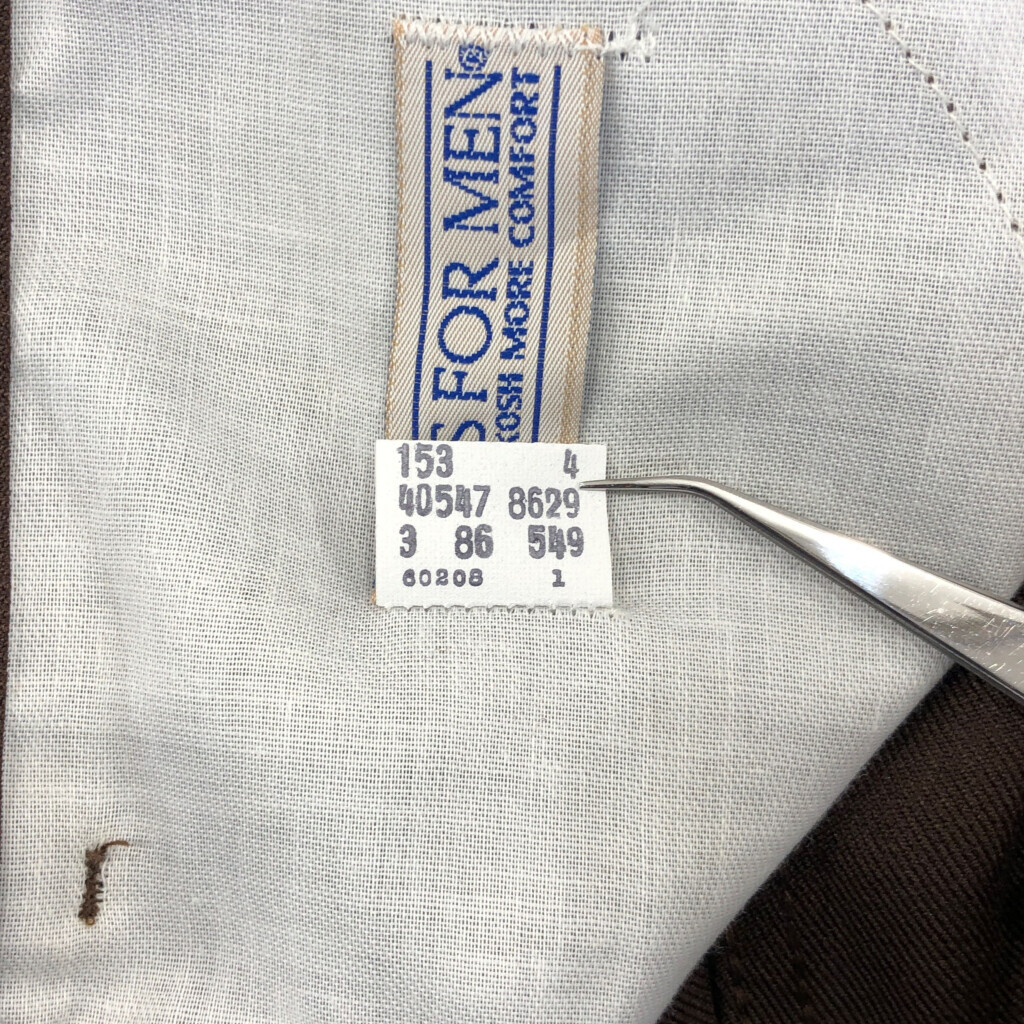 FOR MEN®
KOSH MORE COMFORT
153 4
40547 8629
3 86 549
60208 1